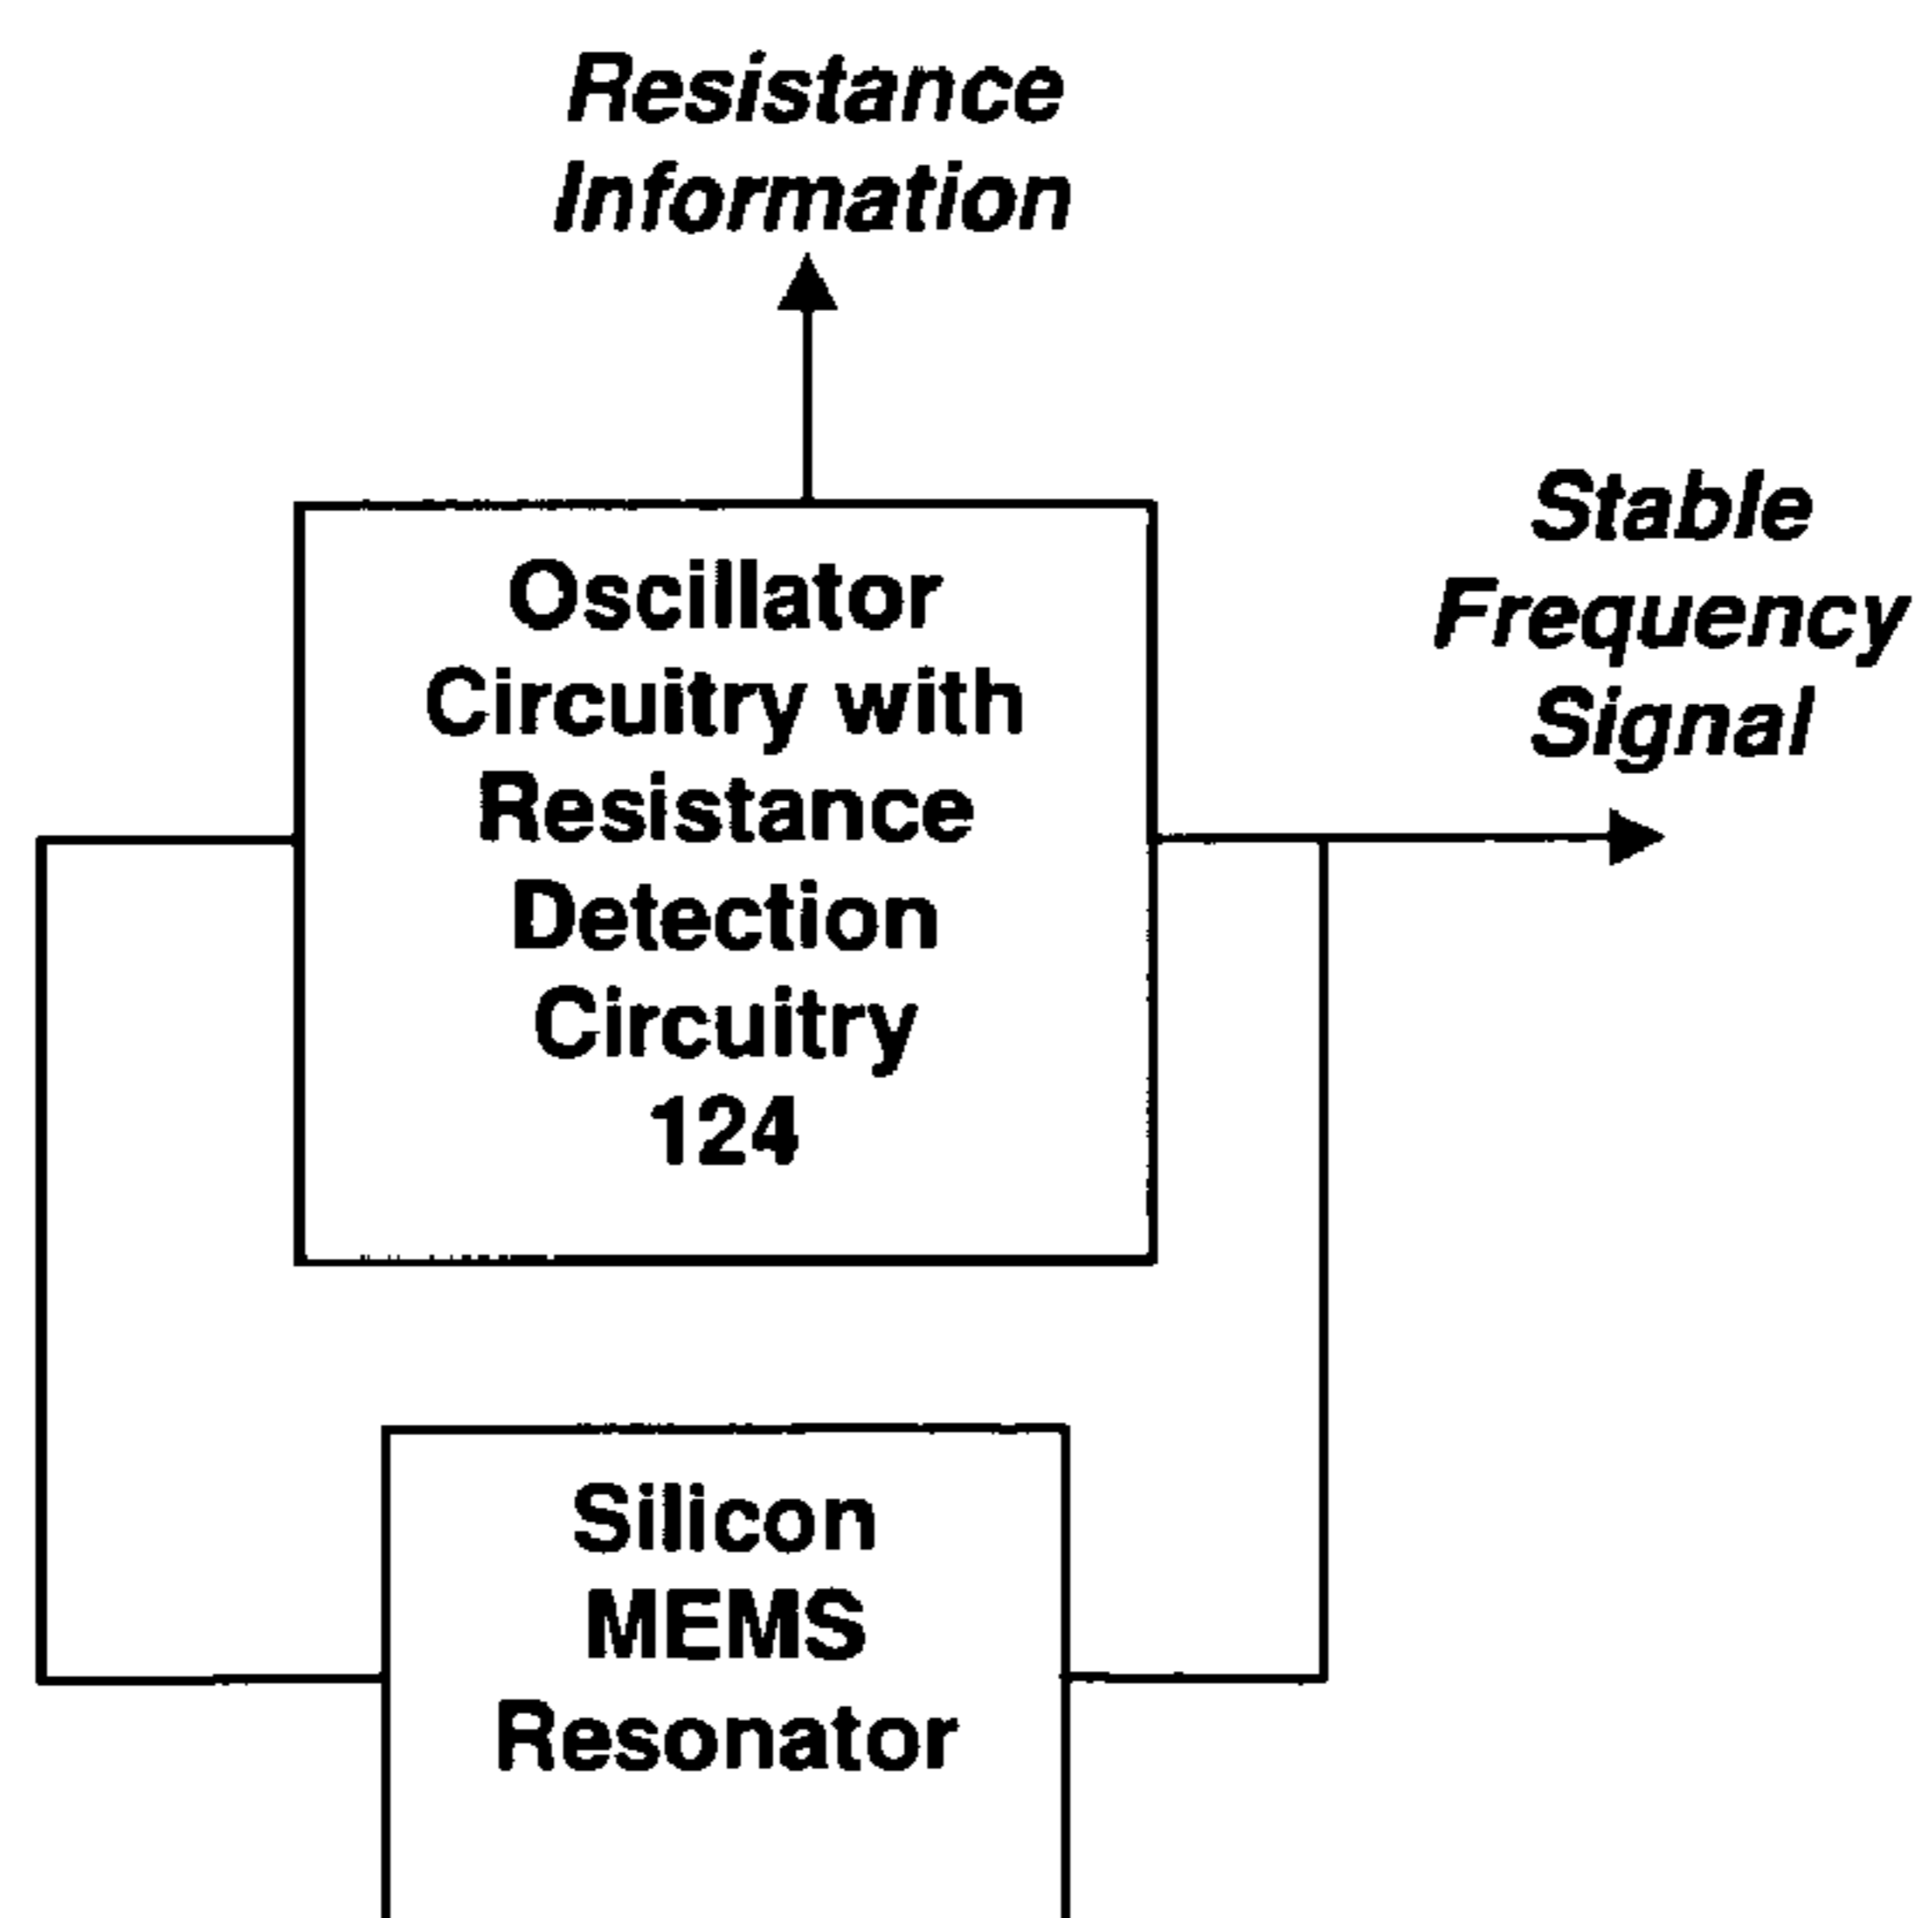 Resistance
Information
Stable
Frequency
Signal
Oscillator
Circuitry with
Resistance
Detection
Circuitry
124
Silicon
MEMS
Resonator